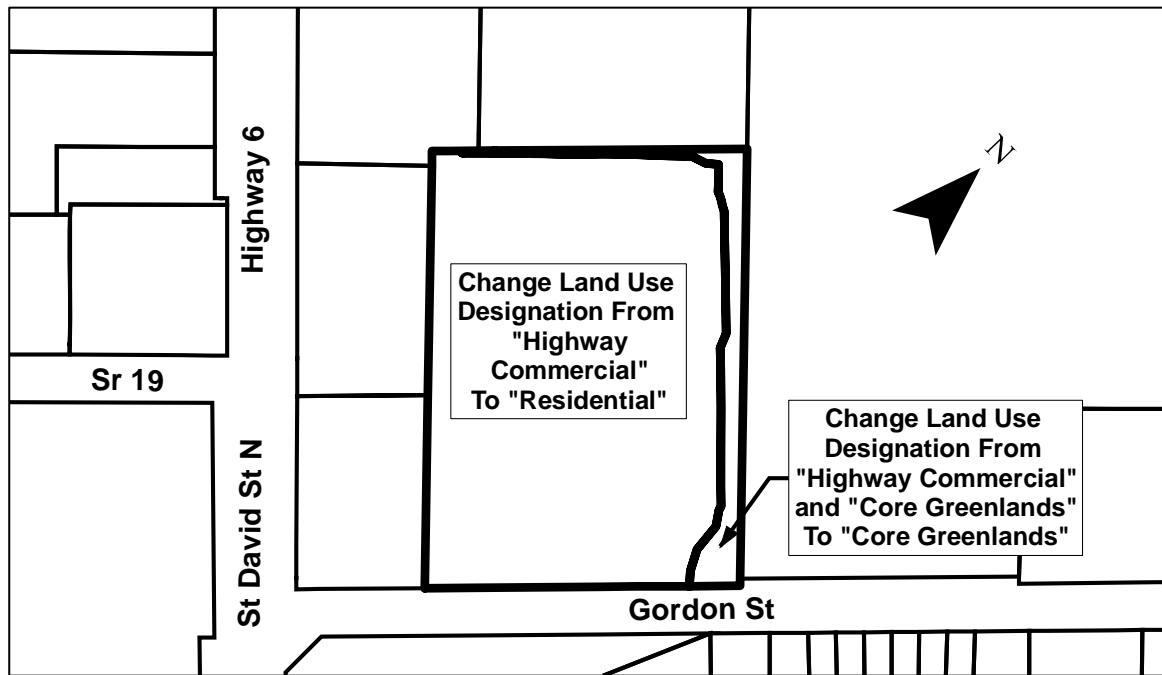 N
Highway 6
Change Land Use
Designation From
"Highway
Commercial"
To "Residential"
Sr 19
Change Land Use
Designation From
"Highway Commercial"
and "Core Greenlands"
To "Core Greenlands"
St David St N
Gordon St